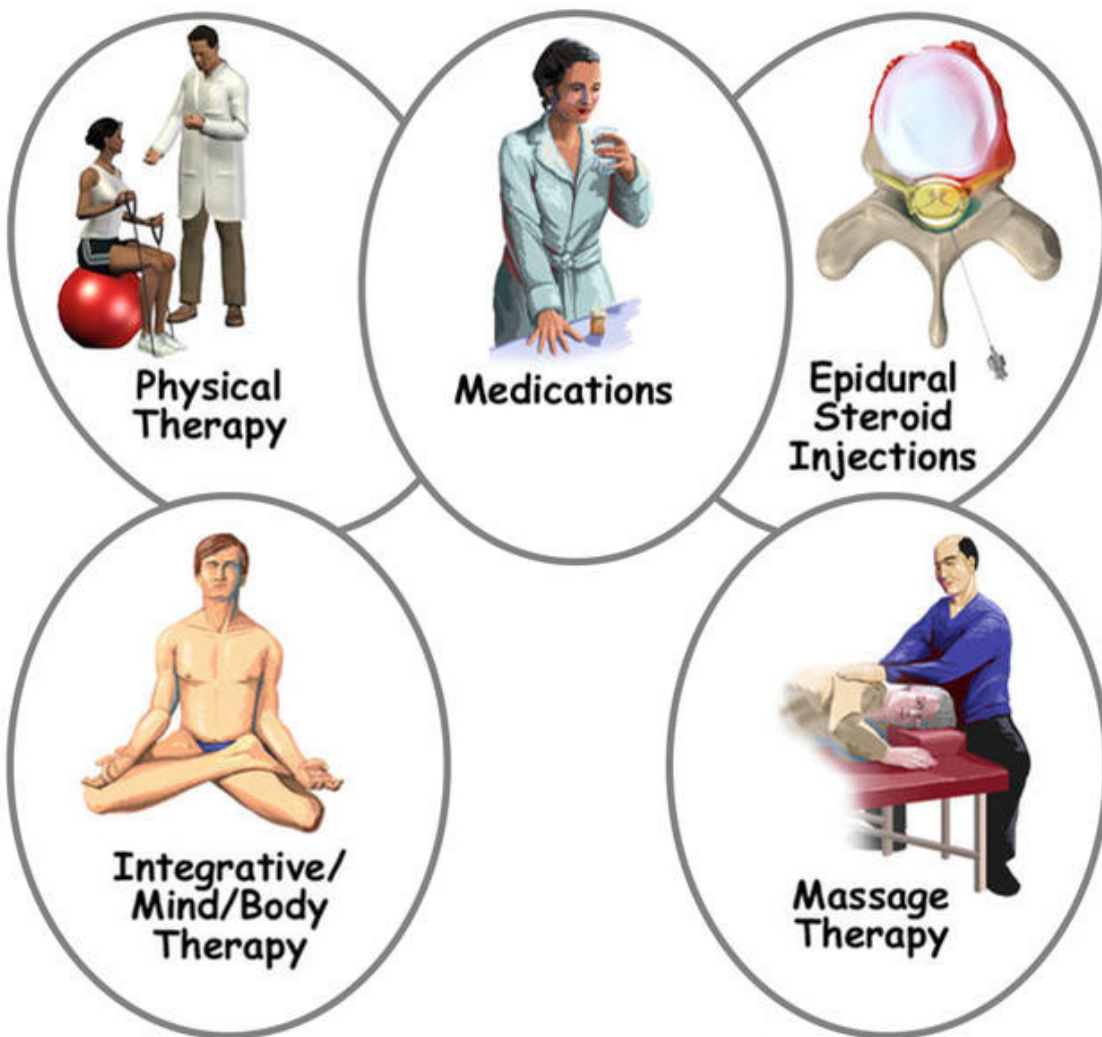 Physical
Therapy
Medications
Epidural
Steroid
Injections
Integrative/
Mind/Body
Therapy
Massage
Therapy